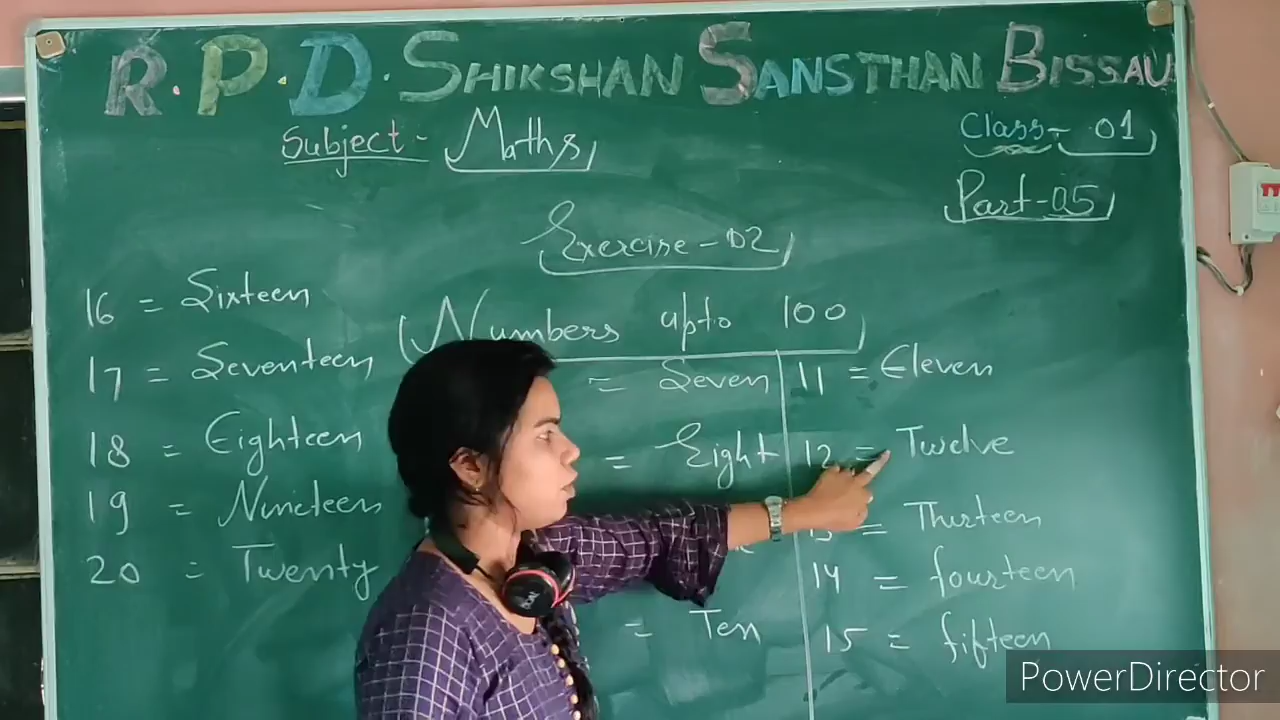 R.P.D. SHIKSHAN SANSTHAN BISSAU
Subject - Maths
Class - 01
Part - 05
Exercise - 02
Numbers upto 100
16 = Sixteen
17 = Seventeen
18 = Eighteen
19 = Nineteen
20 = Twenty
= Seven
= Eight
= Ten
11 = Eleven
12 = Twelve
13 = Thirteen
14 = fourteen
15 = fifteen
PowerDirector